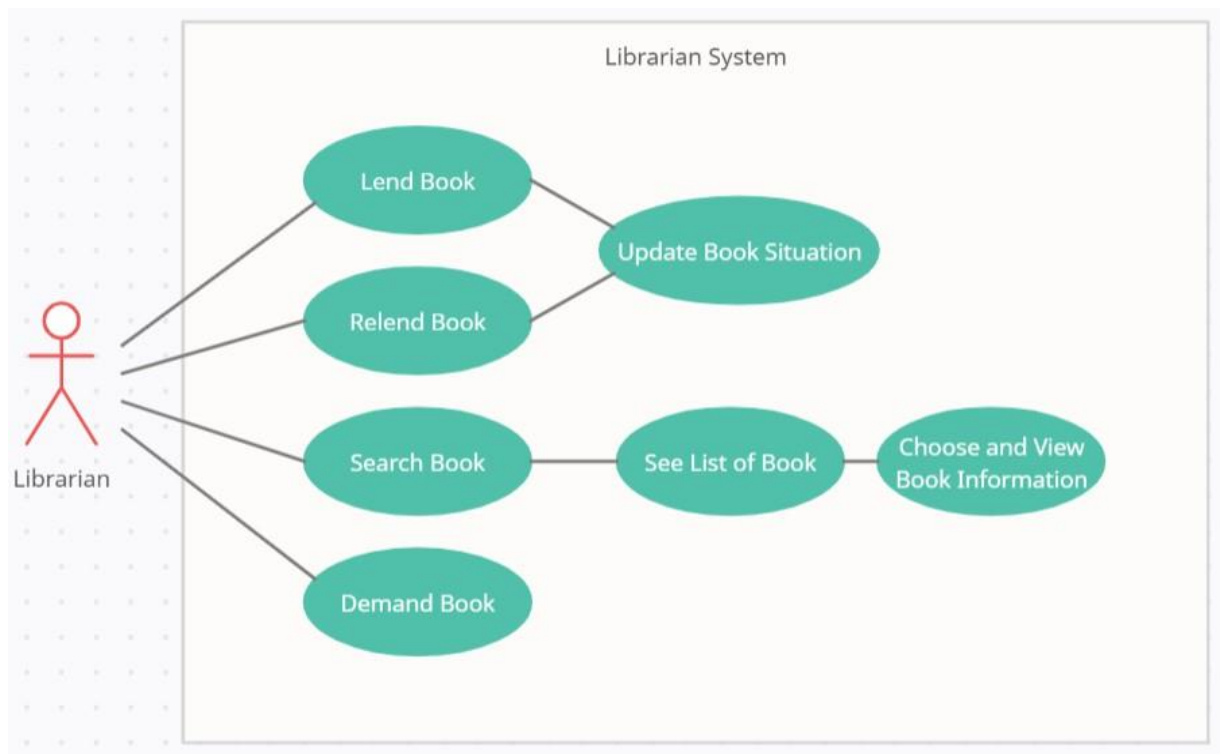 Librarian System
Lend Book
Update Book Situation
Relend Book
Librarian
Search Book
See List of Book
Choose and View
Book Information
Demand Book